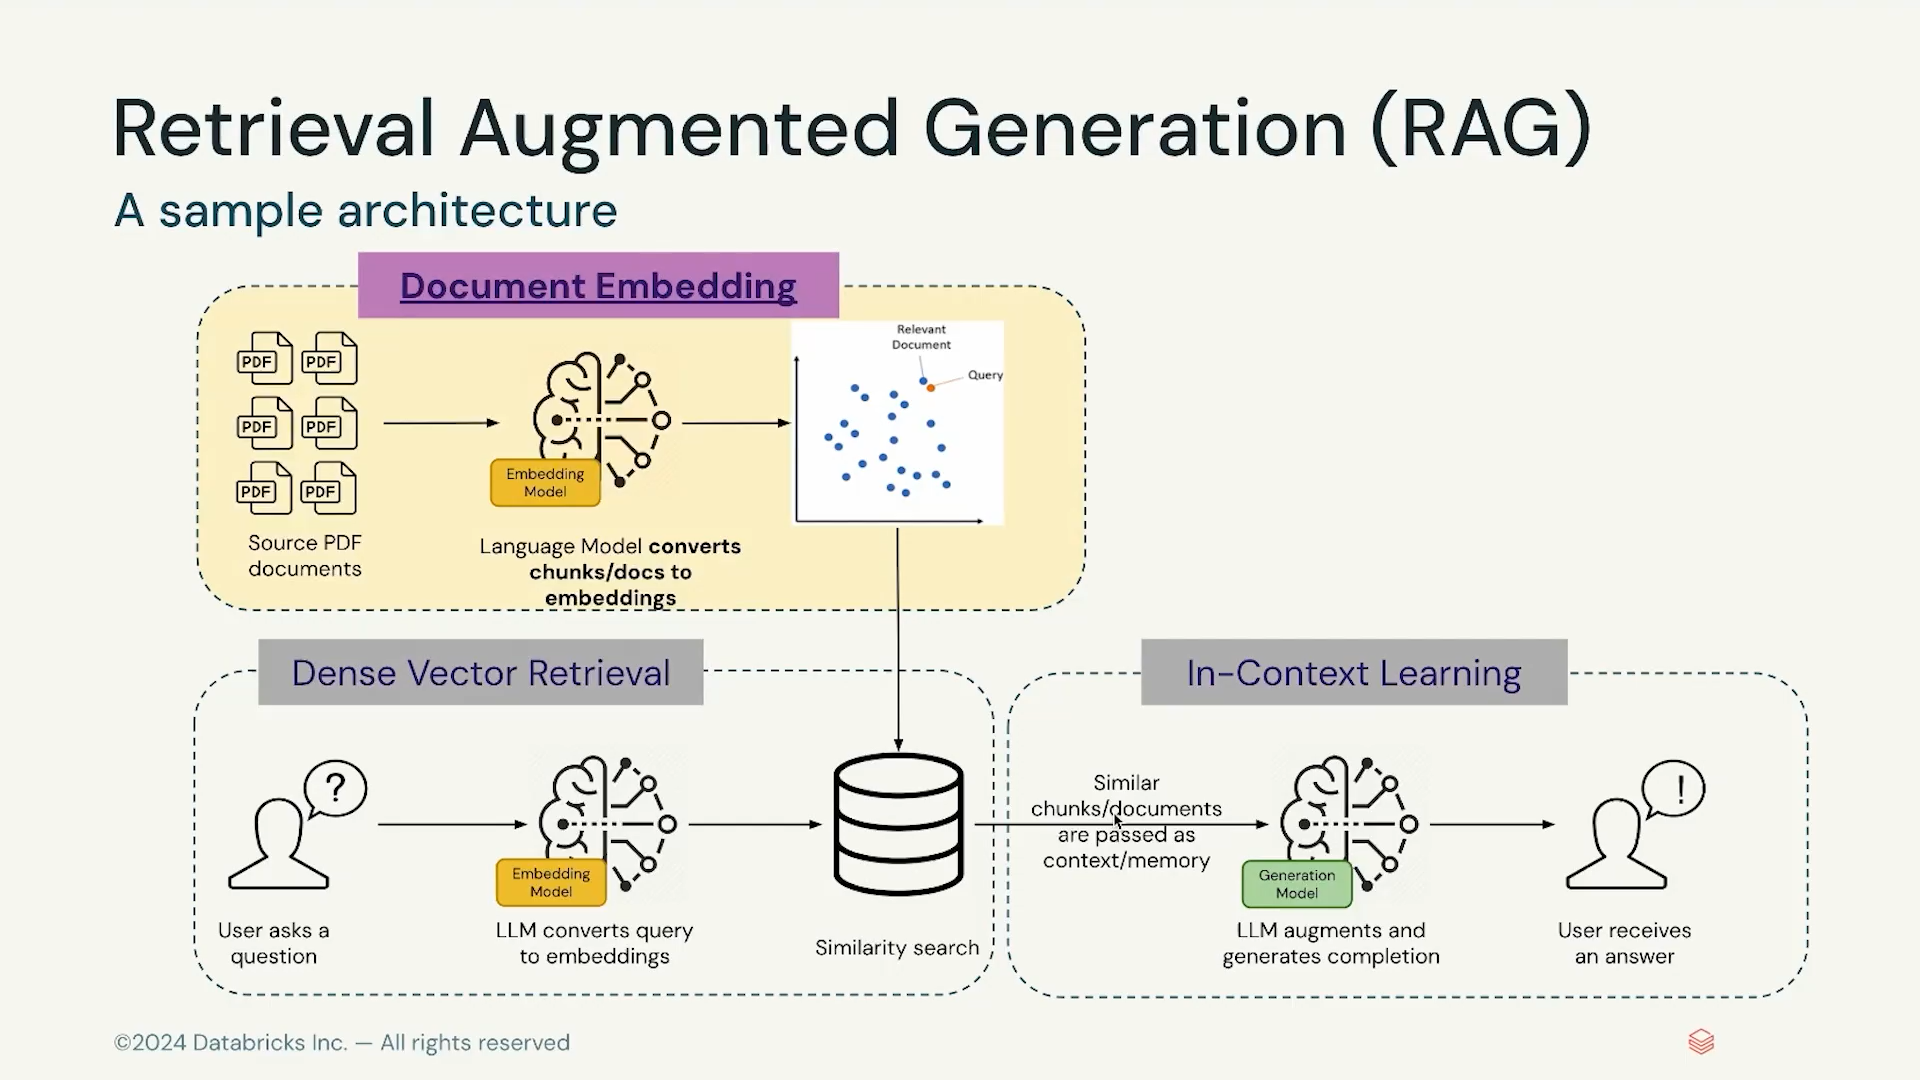 Retrieval Augmented Generation (RAG)
A sample architecture
Document Embedding
PDF PDF
PDF PDF
PDF PDF
Source PDF
documents
Embedding
Model
Language Model converts
chunks/docs to
embeddings
Relevant
Document
Query
Dense Vector Retrieval
?
User asks a
question
Embedding
Model
LLM converts query
to embeddings
Similarity search
In-Context Learning
Similar
chunks/documents
are passed as
context/memory
Generation
Model
LLM augments and
generates completion
!
User receives
an answer
©2024 Databricks Inc. — All rights reserved